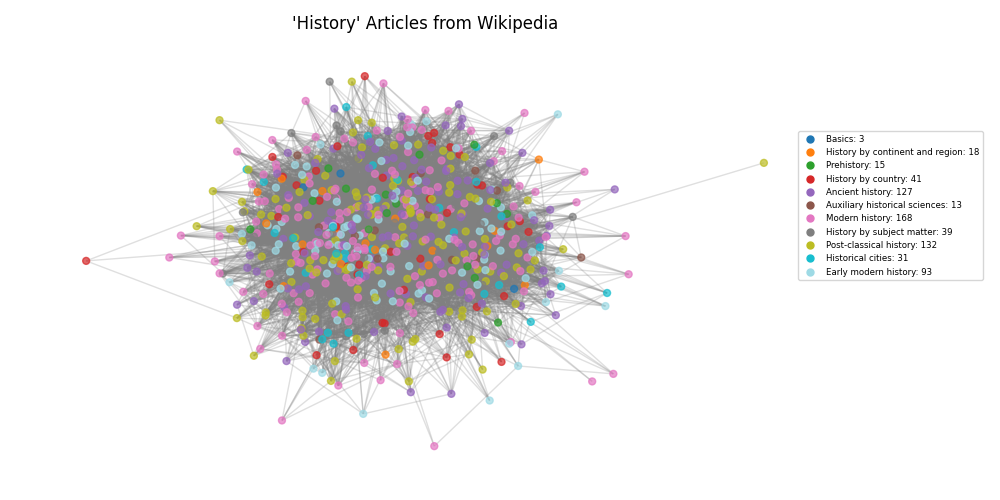 'History' Articles from Wikipedia
Basics: 3
History by continent and region: 18
Prehistory: 15
History by country: 41
Ancient history: 127
Auxiliary historical sciences: 13
Modern history: 168
History by subject matter: 39
Post-classical history: 132
Historical cities: 31
Early modern history: 93